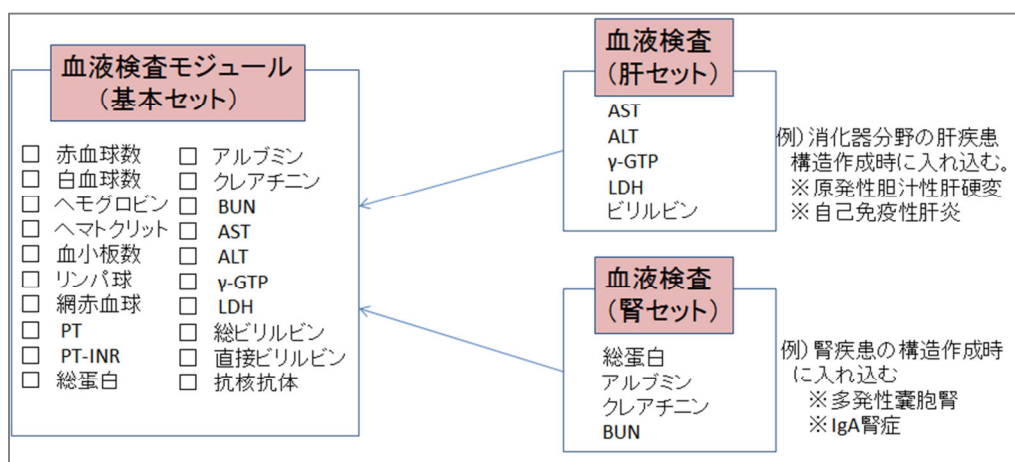 血液検査モジュール
(基本セット)
□ 赤血球数
□ 白血球数
□ ヘモグロビン
□ ヘマトクリット
□ 血小板数
□ リンパ球
□ 網赤血球
□ PT
□ PT-INR
□ 総蛋白
□ アルブミン
□ クレアチニン
□ BUN
□ AST
□ ALT
□ γ-GTP
□ LDH
□ 総ビリルビン
□ 直接ビリルビン
□ 抗核抗体
血液検査
(肝セット)
AST
ALT
γ-GTP
LDH
ビリルビン
例)消化器分野の肝疾患
構造作成時に入れ込む。
※原発性胆汁性肝硬変
※自己免疫性肝炎
血液検査
(腎セット)
総蛋白
アルブミン
クレアチニン
BUN
例)腎疾患の構造作成時
に入れ込む
※多発性嚢胞腎
※IgA腎症